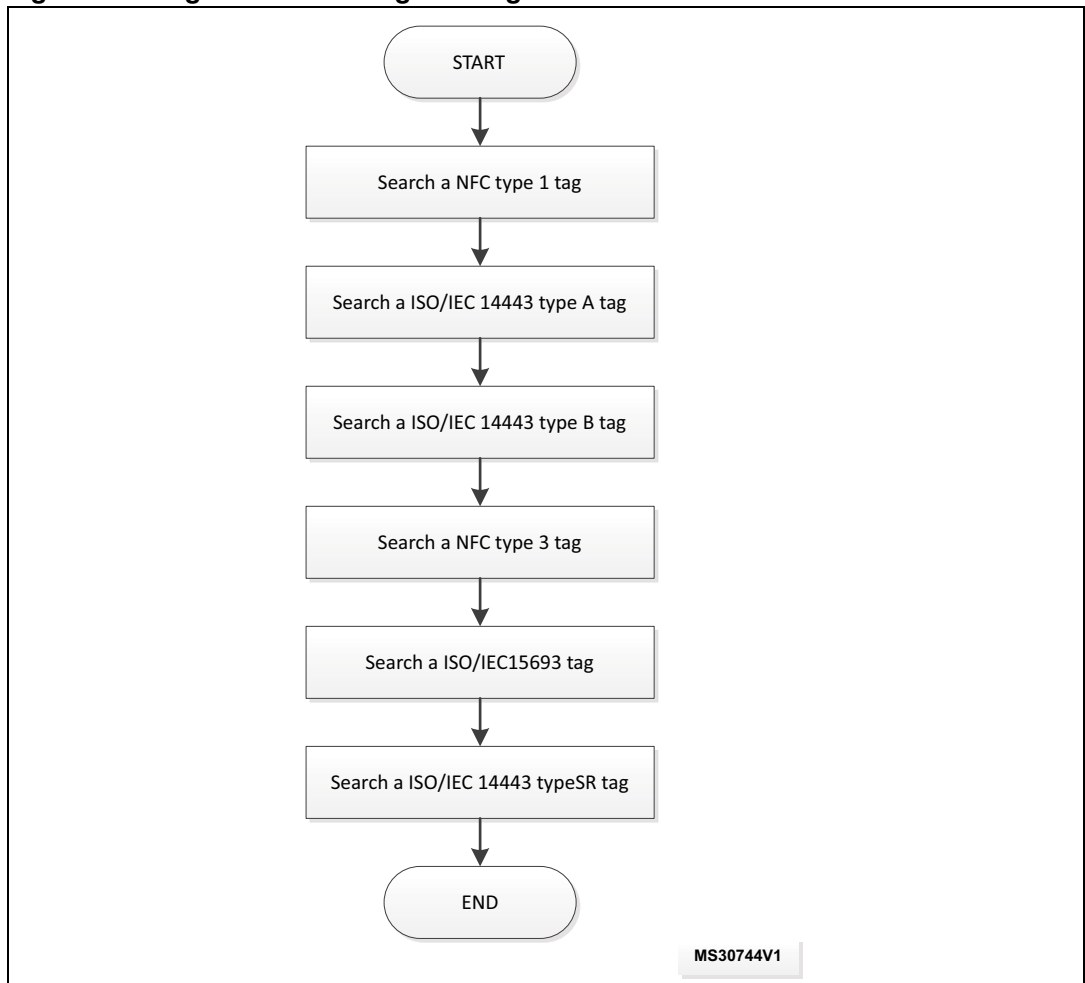 START
Search a NFC type 1 tag
Search a ISO/IEC 14443 type A tag
Search a ISO/IEC 14443 type B tag
Search a NFC type 3 tag
Search a ISO/IEC15693 tag
Search a ISO/IEC 14443 typeSR tag
END
MS30744V1